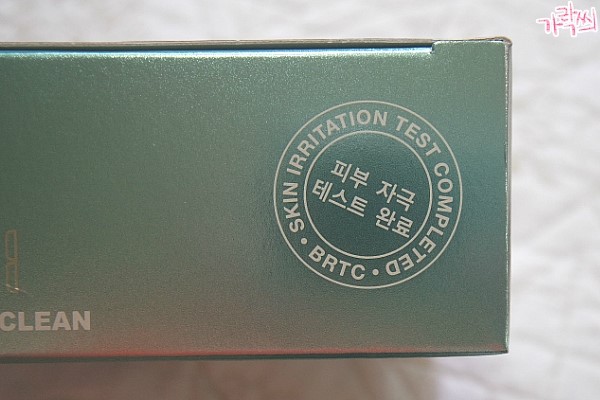 가락씨
SKIN IRRITATION TEST COMPLETED
피부 자극
테스트 완료
• BRTC •
CLEAN